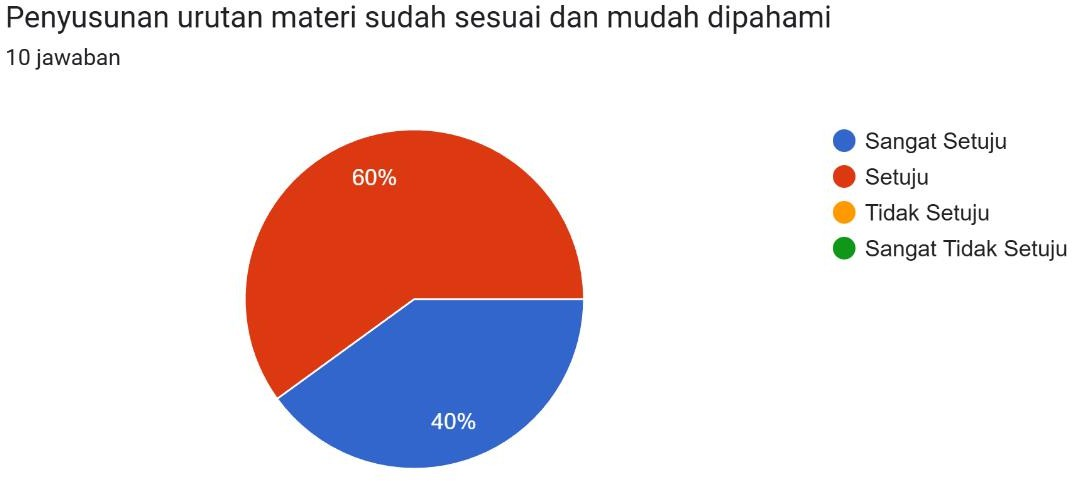 Penyusunan urutan materi sudah sesuai dan mudah dipahami
10 jawaban
60%
40%
Sangat Setuju
Setuju
Tidak Setuju
Sangat Tidak Setuju